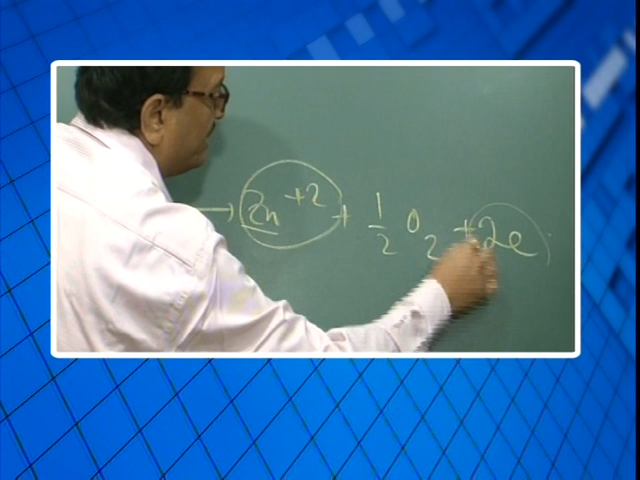 → Zn +2 + 1/2 O2 + 2e